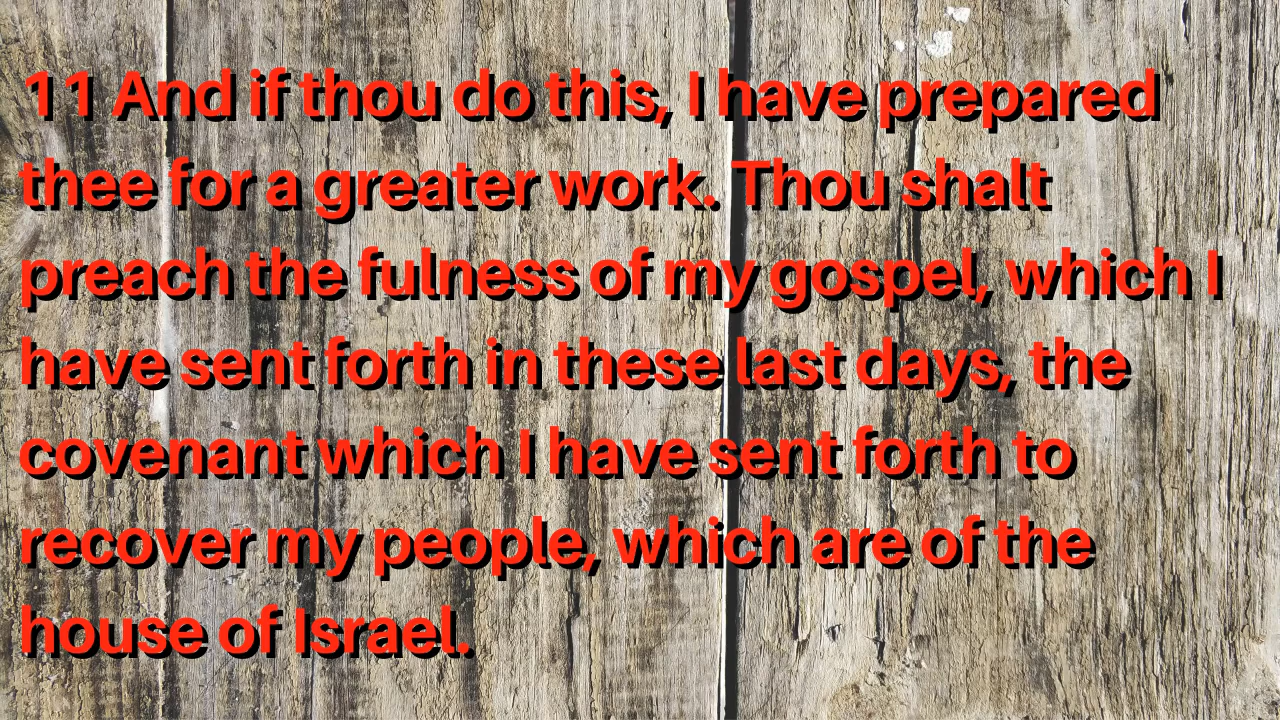 11 And if thou do this, I have prepared
thee for a greater work. Thou shalt
preach the fulness of my gospel, which I
have sent forth in these last days, the
covenant which I have sent forth to
recover my people, which are of the
house of Israel.